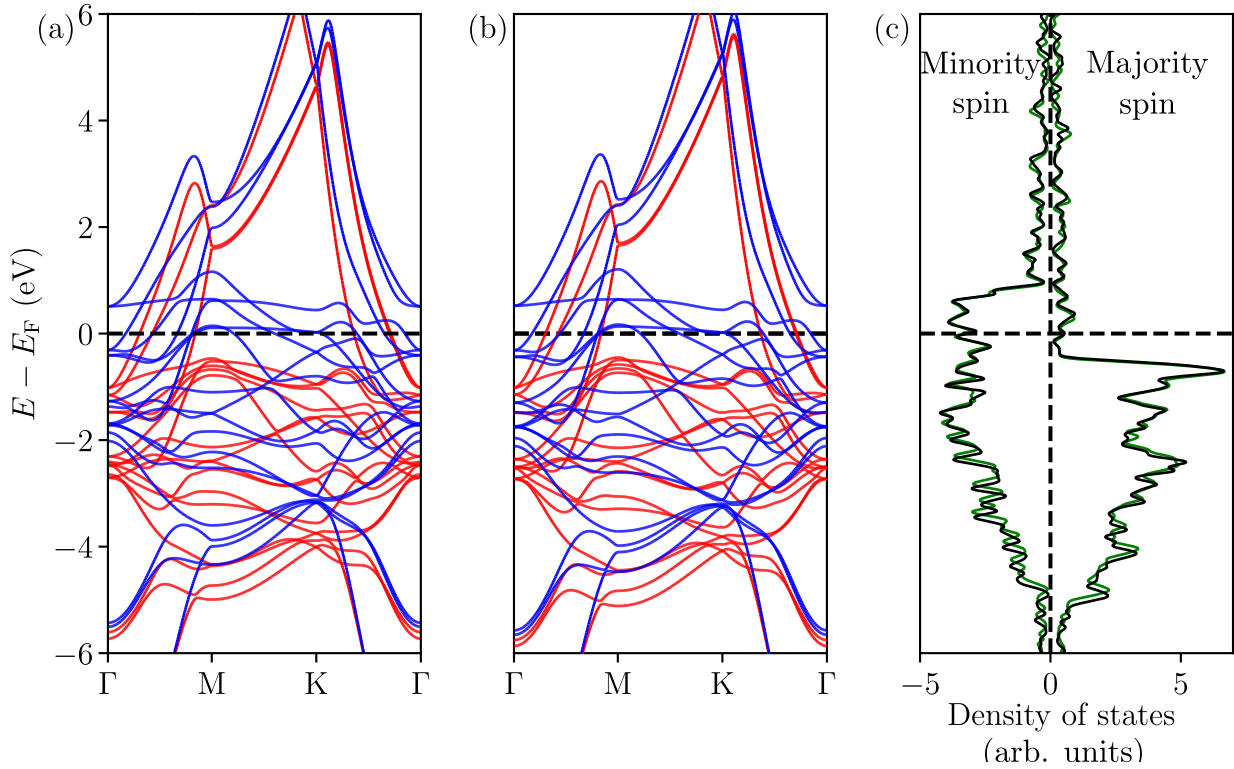 (a)
(b)
(c)
6
4
2
0
−2
−4
−6
E − E_F (eV)
Γ M K Γ
Γ M K Γ
Minority
spin
Majority
spin
−5 0 5
Density of states
(arb. units)